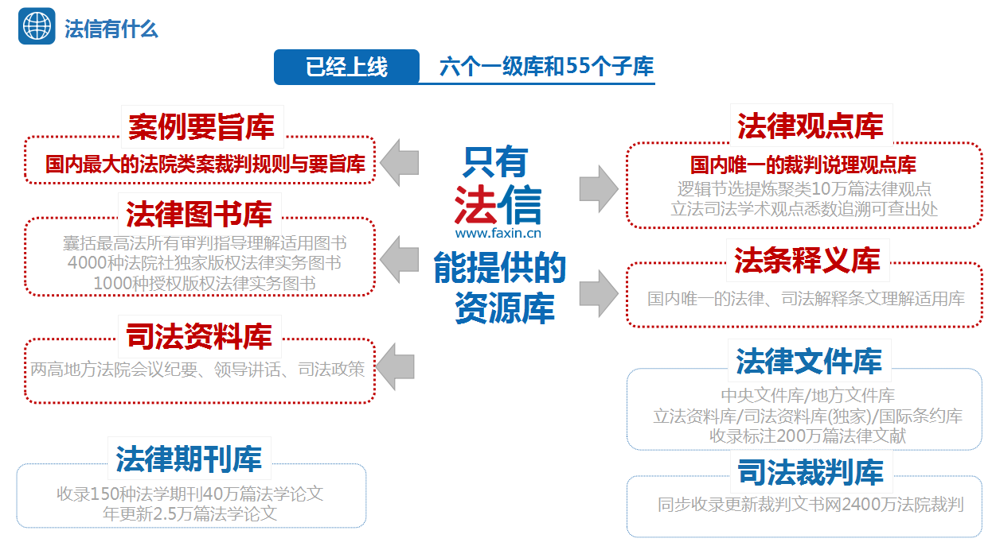 法信有什么
已经上线
六个一级库和55个子库
案例要旨库
国内最大的法院类案裁判规则与要旨库
法律图书库
囊括最高法所有审判指导理解适用图书
4000种法院社独家版权法律实务图书
1000种授权版权法律实务图书
司法资料库
两高地方法院会议纪要、领导讲话、司法政策
法律期刊库
收录150种法学期刊40万篇法学论文
年更新2.5万篇法学论文
只有
法信
www.faxin.cn
能提供的
资源库
法律观点库
国内唯一的裁判说理观点库
逻辑节选提炼聚类10万篇法律观点
立法司法学术观点悉数追溯可查出处
法条释义库
国内唯一的法律、司法解释条文理解适用库
法律文件库
中央文件库/地方文件库
立法资料库/司法资料库(独家)/国际条约库
收录标注200万篇法律文献
司法裁判库
同步收录更新裁判文书网2400万法院裁判